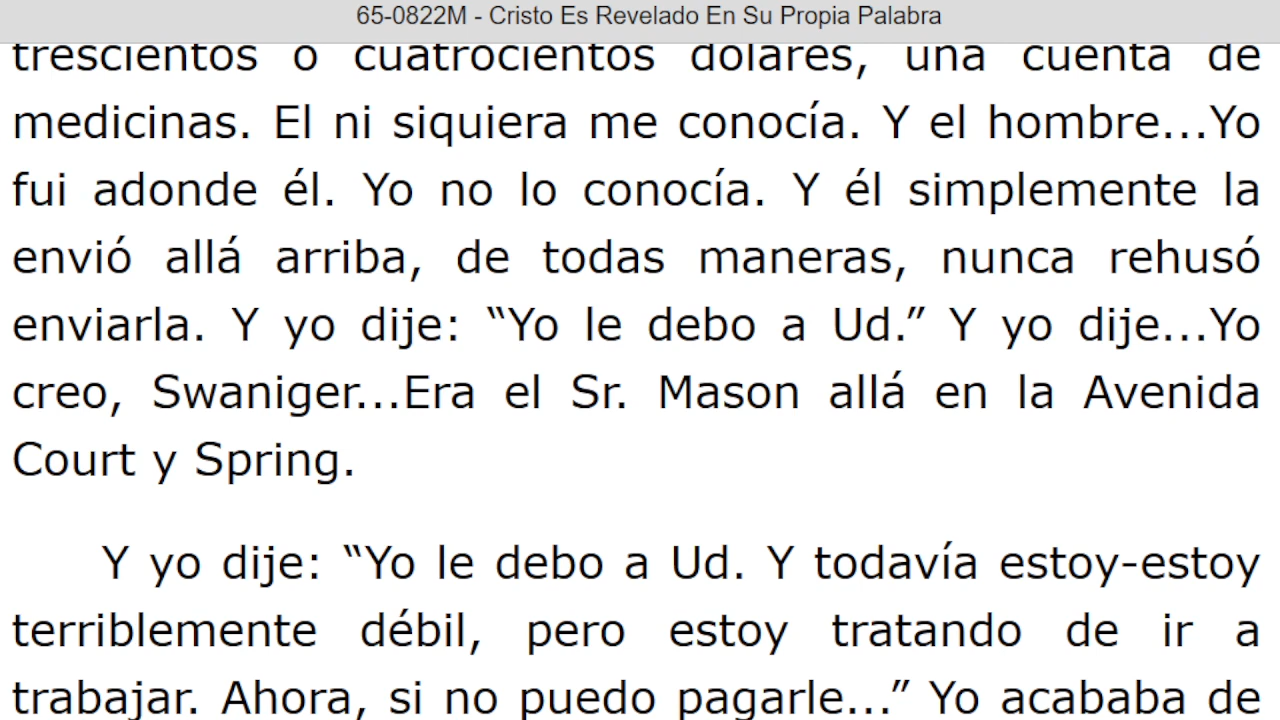 65-0822M - Cristo Es Revelado En Su Propia Palabra
trescientos o cuatrocientos dólares, una cuenta de
medicinas. El ni siquiera me conocía. Y el hombre...Yo
fui adonde él. Yo no lo conocía. Y él simplemente la
envió allá arriba, de todas maneras, nunca rehusó
enviarla. Y yo dije: “Yo le debo a Ud.” Y yo dije...Yo
creo, Swaniger...Era el Sr. Mason allá en la Avenida
Court y Spring.
Y yo dije: “Yo le debo a Ud. Y todavía estoy-estoy
terriblemente débil, pero estoy tratando de ir a
trabajar. Ahora, si no puedo pagarle...” Yo acababa de